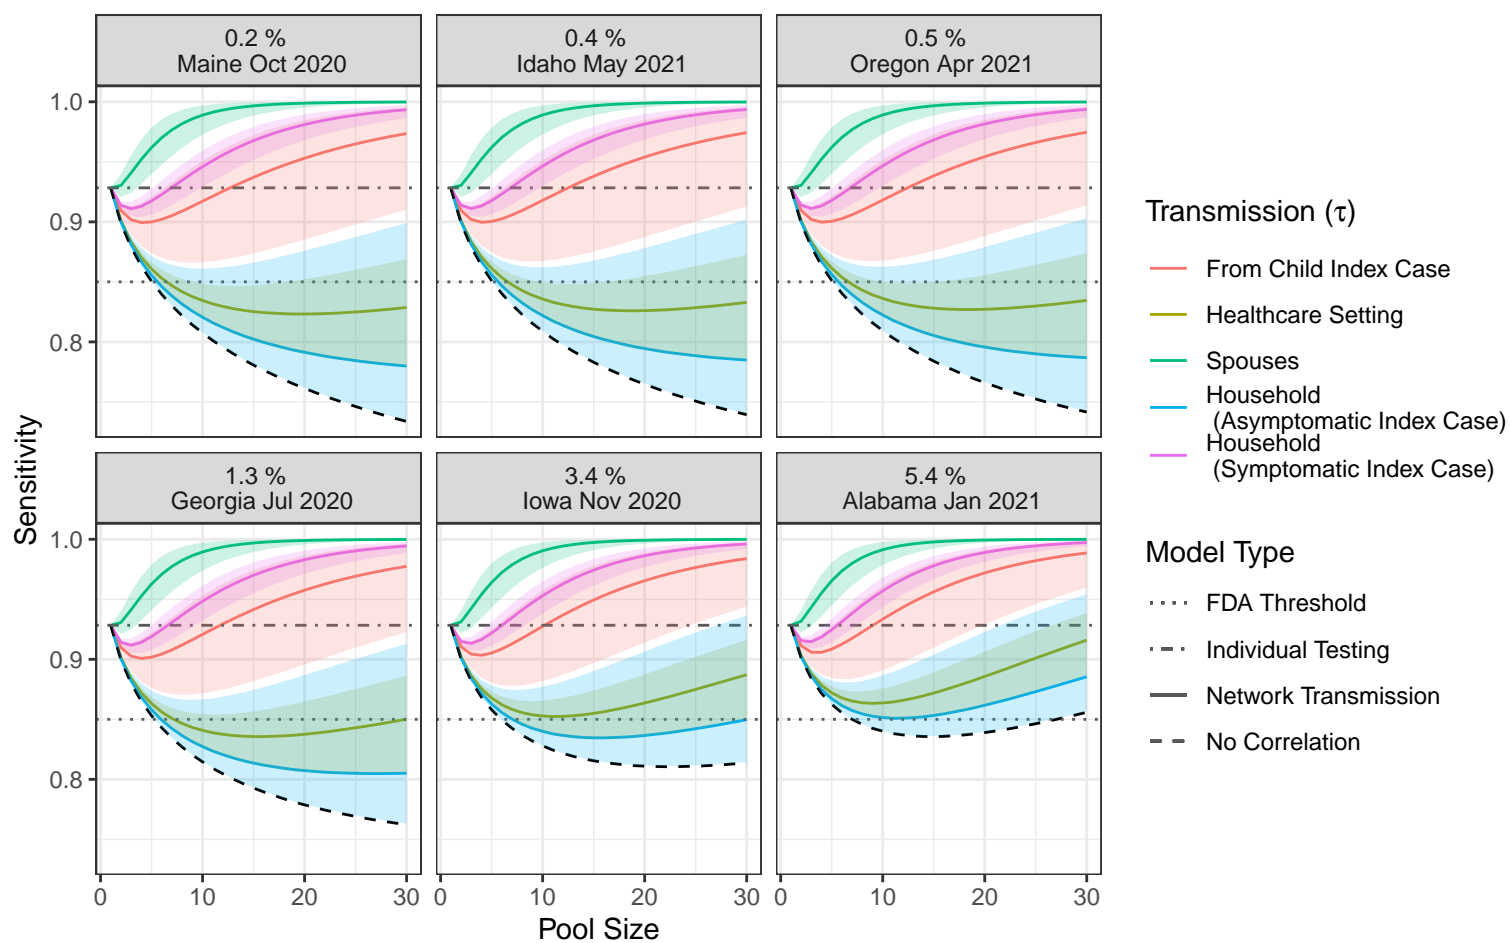 0.2 %
Maine Oct 2020
0.4 %
Idaho May 2021
0.5 %
Oregon Apr 2021
1.0
0.9
0.8
1.3 %
Georgia Jul 2020
3.4 %
Iowa Nov 2020
5.4 %
Alabama Jan 2021
1.0
0.9
0.8
0
10
20
30
0
10
20
30
0
10
20
30
Pool Size
Sensitivity
Transmission (τ)
From Child Index Case
Healthcare Setting
Spouses
Household
(Asymptomatic Index Case)
Household
(Symptomatic Index Case)
Model Type
FDA Threshold
Individual Testing
Network Transmission
No Correlation